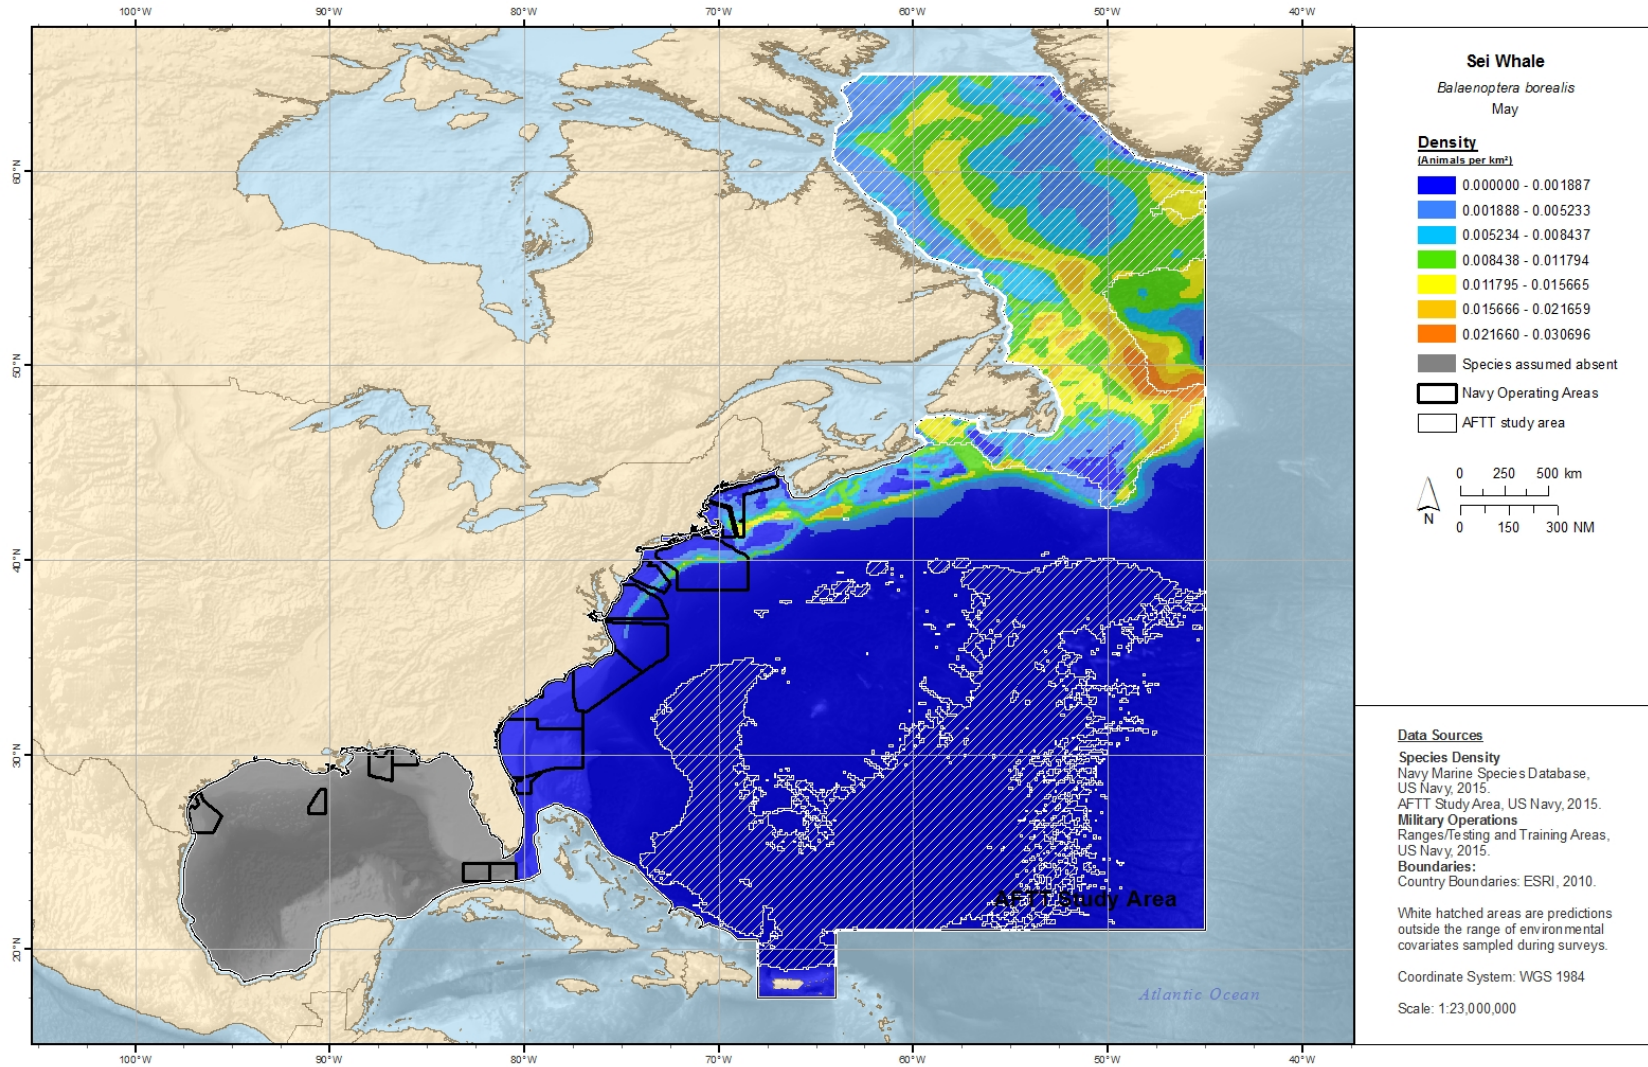 100°W 90°W 80°W 70°W 60°W 50°W 40°W
60°N
50°N
40°N
30°N
20°N
AFTT Study Area
Atlantic Ocean
100°W 90°W 80°W 70°W 60°W 50°W 40°W
60°N
50°N
40°N
30°N
20°N
Sei Whale
Balaenoptera borealis
May
Density
(Animals per km²)
0.000000 - 0.001887
0.001888 - 0.005233
0.005234 - 0.008437
0.008438 - 0.011794
0.011795 - 0.015665
0.015666 - 0.021659
0.021660 - 0.030696
Species assumed absent
Navy Operating Areas
AFTT study area
N
0 250 500 km
0 150 300 NM
Data Sources
Species Density
Navy Marine Species Database,
US Navy, 2015.
AFTT Study Area, US Navy, 2015.
Military Operations
Ranges/Testing and Training Areas,
US Navy, 2015.
Boundaries:
Country Boundaries: ESRI, 2010.
White hatched areas are predictions
outside the range of environmental
covariates sampled during surveys.
Coordinate System: WGS 1984
Scale: 1:23,000,000